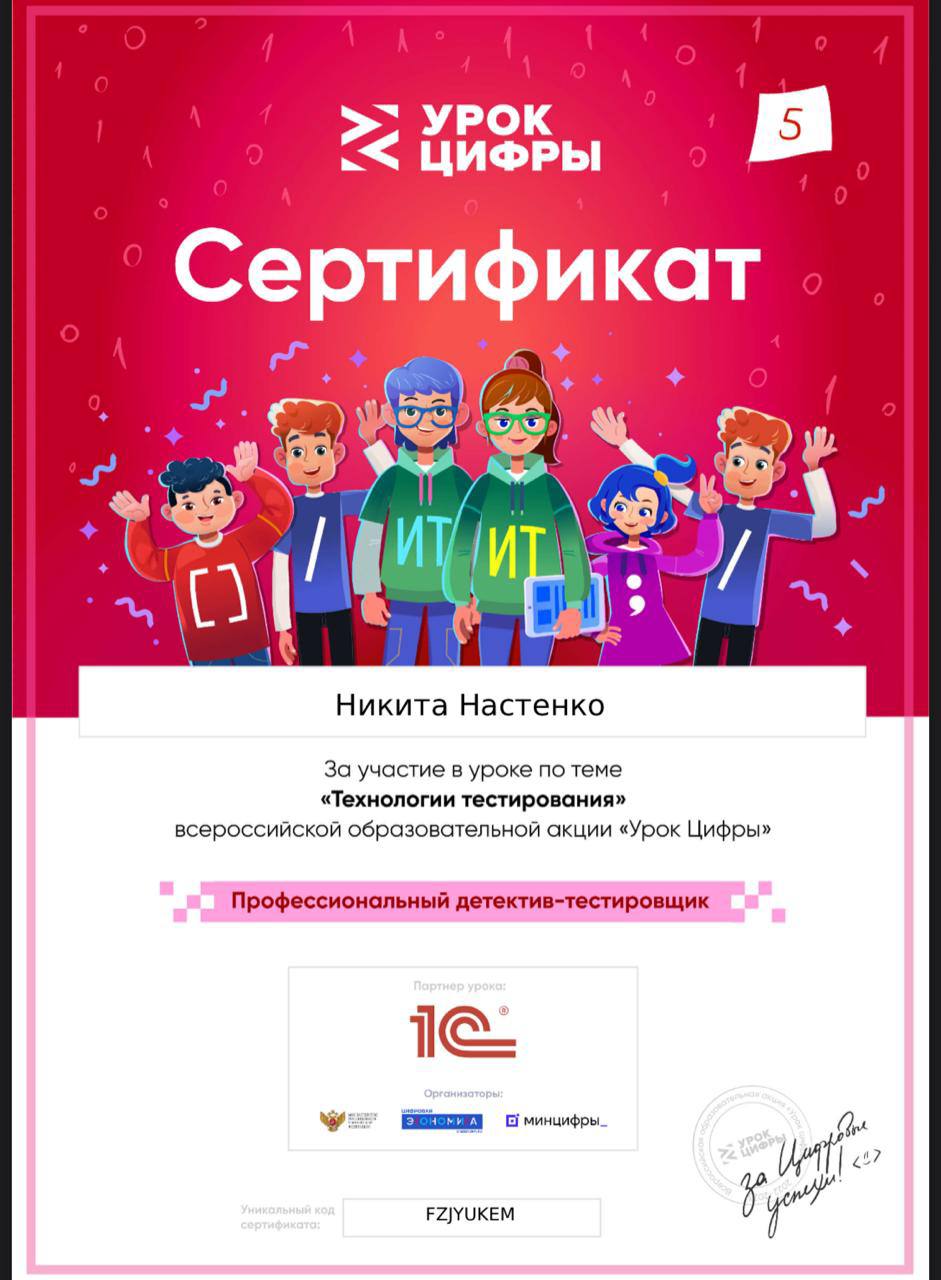 УРОК
ЦИФРЫ
5
Сертификат
[ ]
/
ИТ
ИТ
;
/
Никита Настенко
За участие в уроке по теме
«Технологии тестирования»
всероссийской образовательной акции «Урок Цифры»
Профессиональный детектив-тестировщик
Партнер урока:
1С®
Организаторы:
ЦИФРОВАЯ
ЭКОНОМИКА
минцифры_
Всероссийская образовательная акция «Урок
УРОК
ЦИФРЫ
за Цифровые
успехи! <:)>
Уникальный код
сертификата:
FZJYUKEM